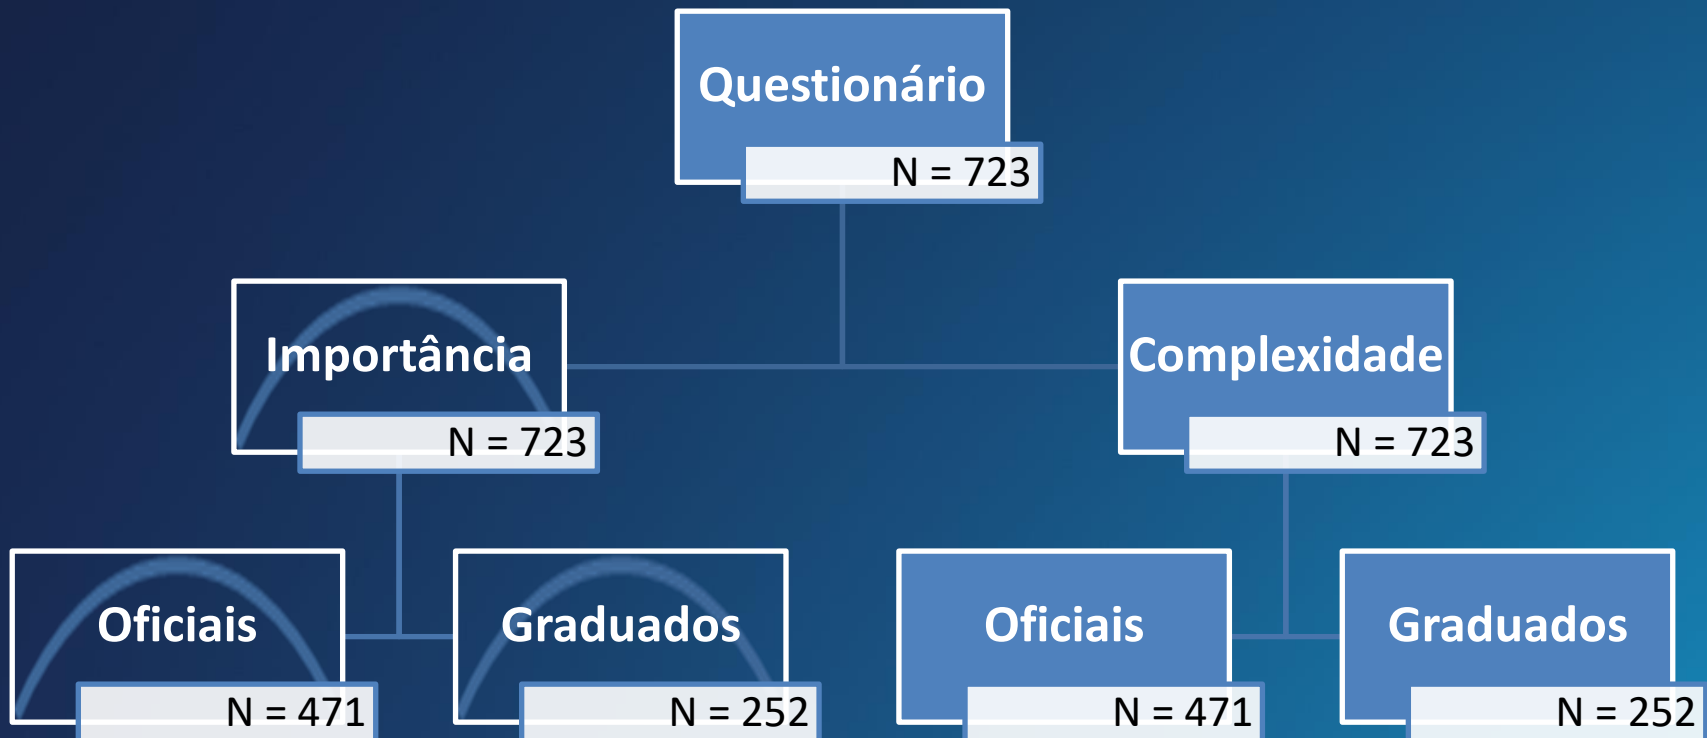 Questionário
N = 723
Importância
N = 723
Complexidade
N = 723
Oficiais
N = 471
Graduados
N = 252
Oficiais
N = 471
Graduados
N = 252